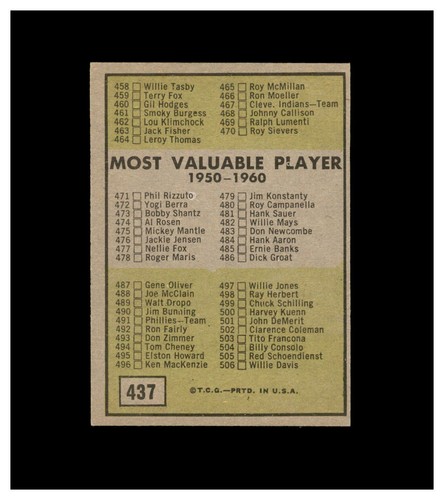 458 Willie Tasby
459 Terry Fox
460 Gil Hodges
461 Smoky Burgess
462 Lou Klimchock
463 Jack Fisher
464 Leroy Thomas
465 Roy McMillan
466 Ron Moeller
467 Cleve. Indians—Team
468 Johnny Callison
469 Ralph Lumenti
470 Roy Sievers
MOST VALUABLE PLAYER
1950-1960
471 Phil Rizzuto
472 Yogi Berra
473 Bobby Shantz
474 Al Rosen
475 Mickey Mantle
476 Jackie Jensen
477 Nellie Fox
478 Roger Maris
479 Jim Konstanty
480 Roy Campanella
481 Hank Sauer
482 Willie Mays
483 Don Newcombe
484 Hank Aaron
485 Ernie Banks
486 Dick Groat
487 Gene Oliver
488 Joe McClain
489 Walt Dropo
490 Jim Bunning
491 Phillies—Team
492 Ron Fairly
493 Don Zimmer
494 Tom Cheney
495 Elston Howard
496 Ken MacKenzie
497 Willie Jones
498 Ray Herbert
499 Chuck Schilling
500 Harvey Kuenn
501 John DeMerit
502 Clarence Coleman
503 Tito Francona
504 Billy Consolo
505 Red Schoendienst
506 Willie Davis
437
©T.C.G.—PRTD. IN U.S.A.